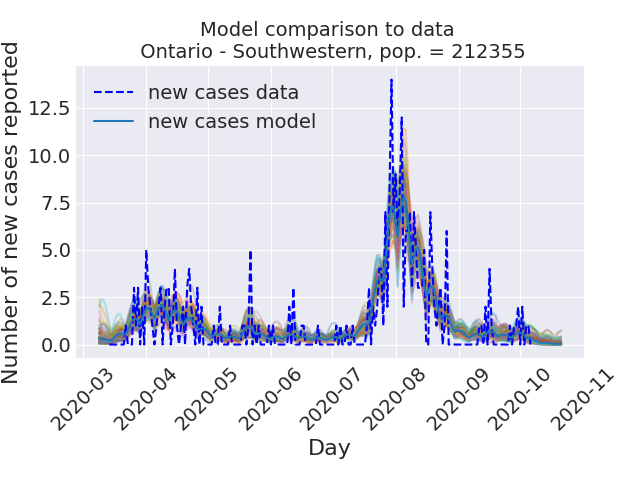 Model comparison to data
Ontario - Southwestern, pop. = 212355
new cases data
new cases model
Number of new cases reported
12.5
10.0
7.5
5.0
2.5
0.0
2020-03
2020-04
2020-05
2020-06
2020-07
2020-08
2020-09
2020-10
2020-11
Day